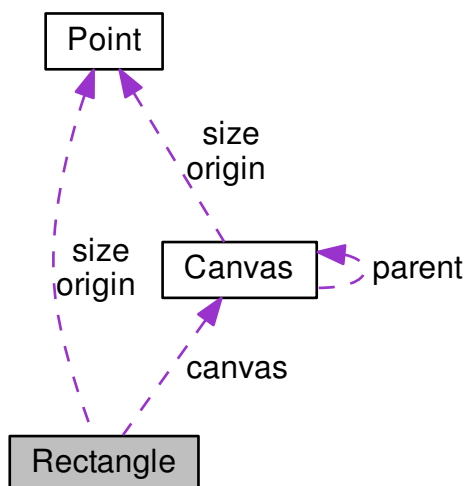 Point
size
origin
size
origin
Canvas
parent
canvas
Rectangle